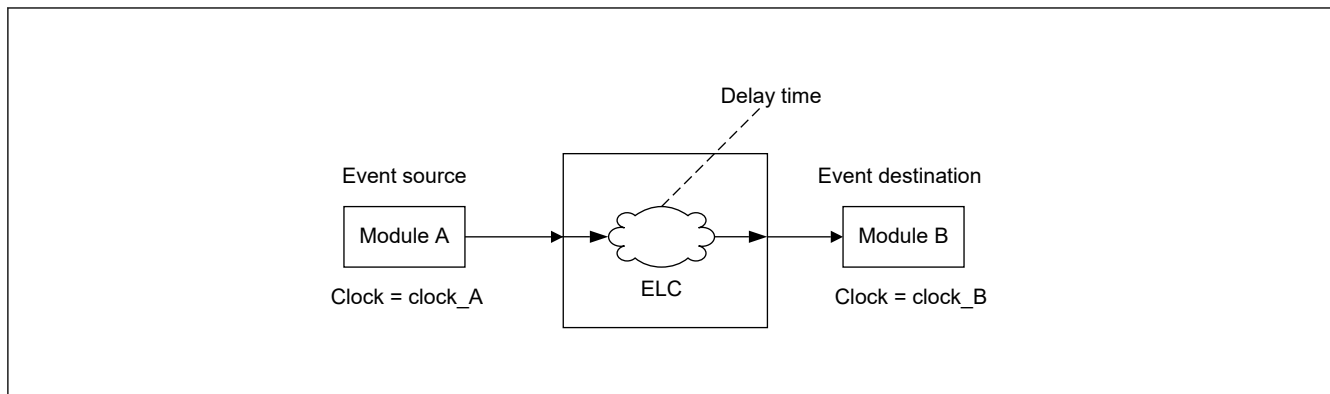 Delay time
Event source
Event destination
Module A
Module B
ELC
Clock = clock_A
Clock = clock_B